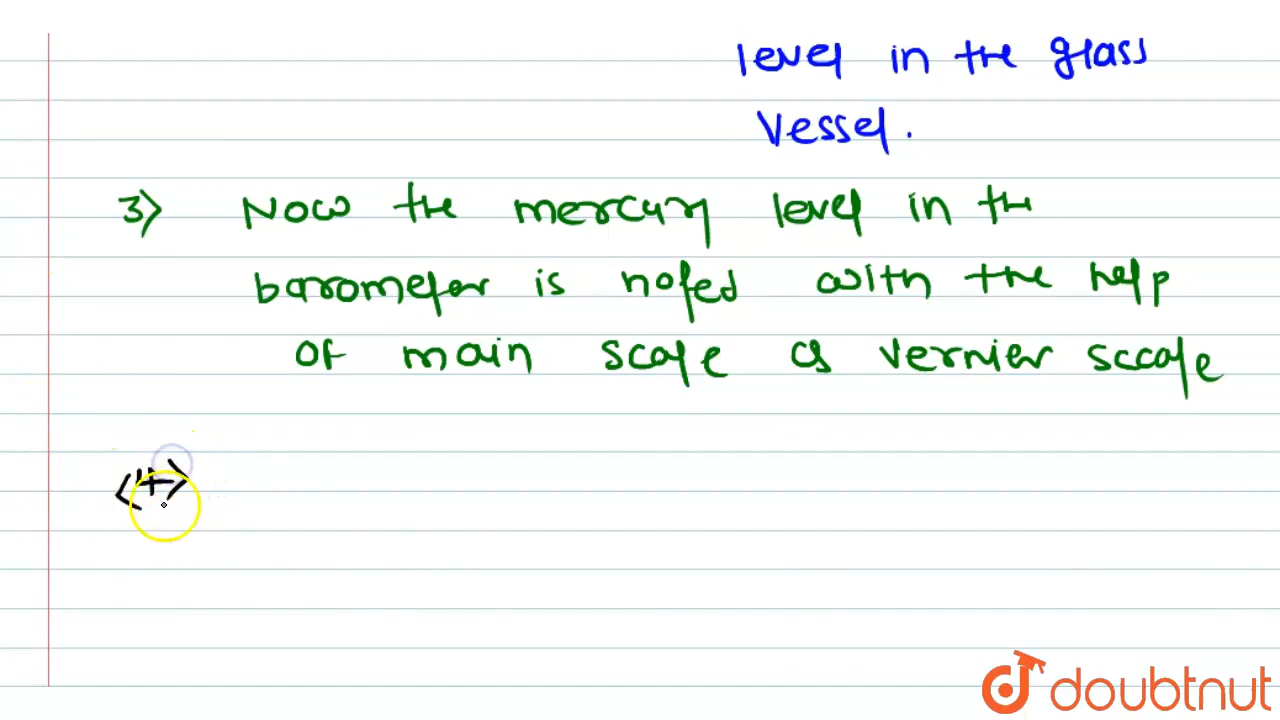 level in the glass
vessel.
3) Now the mercury level in the
barometer is noted with the help
of main scale & vernier sccale
<4>
doubtnut